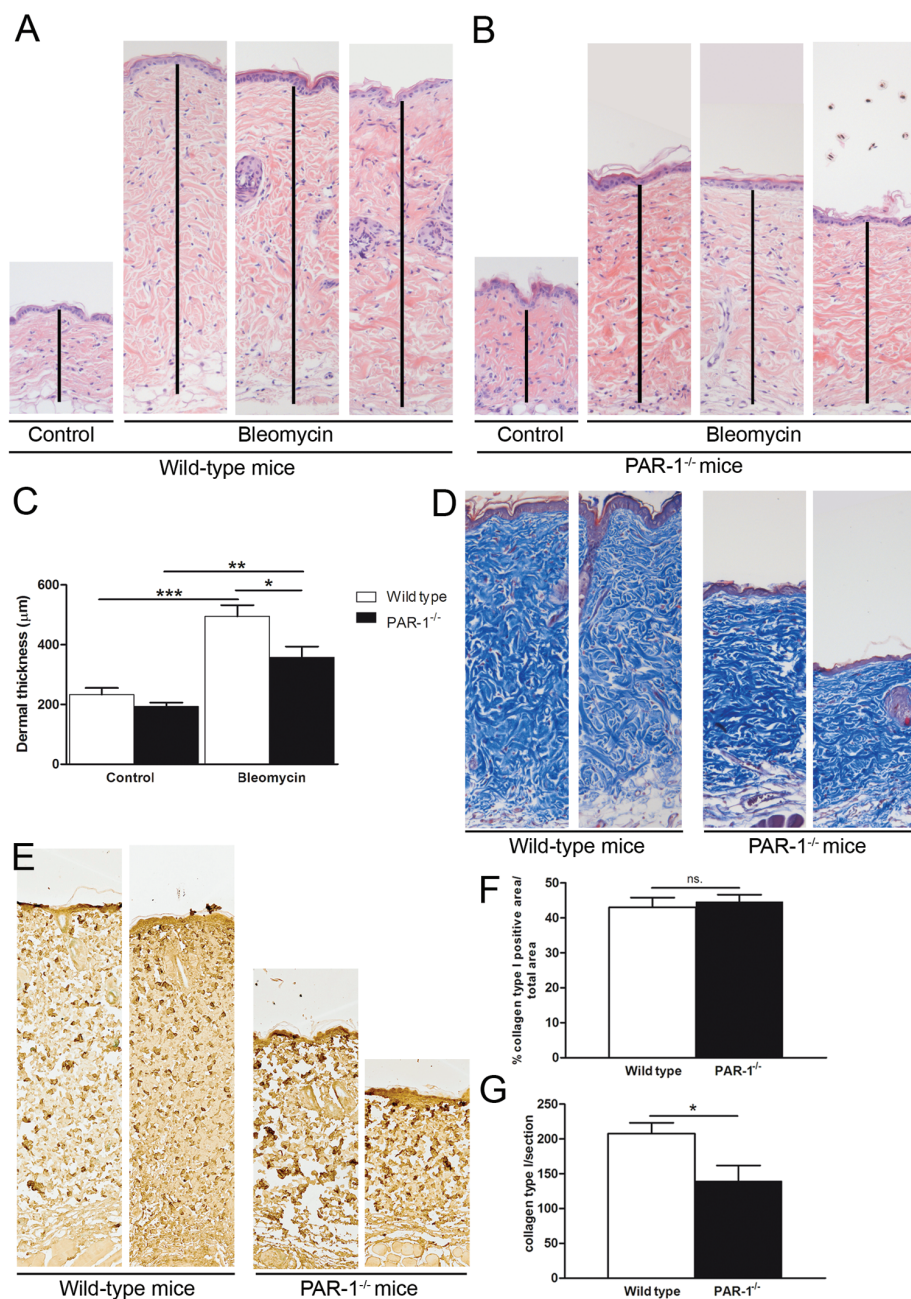 A
B
Control
Bleomycin
Wild-type mice
Control
Bleomycin
PAR-1-/- mice
C
Dermal thickness (μm)
600
400
200
0
***
**
*
Control
Bleomycin
Wild type
PAR-1-/-
D
Wild-type mice
PAR-1-/- mice
E
Wild-type mice
PAR-1-/- mice
F
% collagen type I positive area/
total area
50
40
30
20
10
0
ns.
Wild type
PAR-1-/-
G
collagen type I/section
250
200
150
100
50
0
*
Wild type
PAR-1-/-